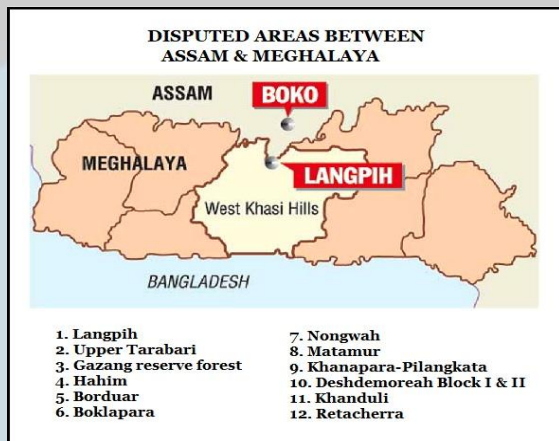 DISPUTED AREAS BETWEEN
ASSAM & MEGHALAYA
ASSAM
BOKO
MEGHALAYA
LANGPIH
West Khasi Hills
BANGLADESH
1. Langpih
2. Upper Tarabari
3. Gazang reserve forest
4. Hahim
5. Borduar
6. Boklapara
7. Nongwah
8. Matamur
9. Khanapara-Pilangkata
10. Deshdemoreah Block I & II
11. Khanduli
12. Retacherra